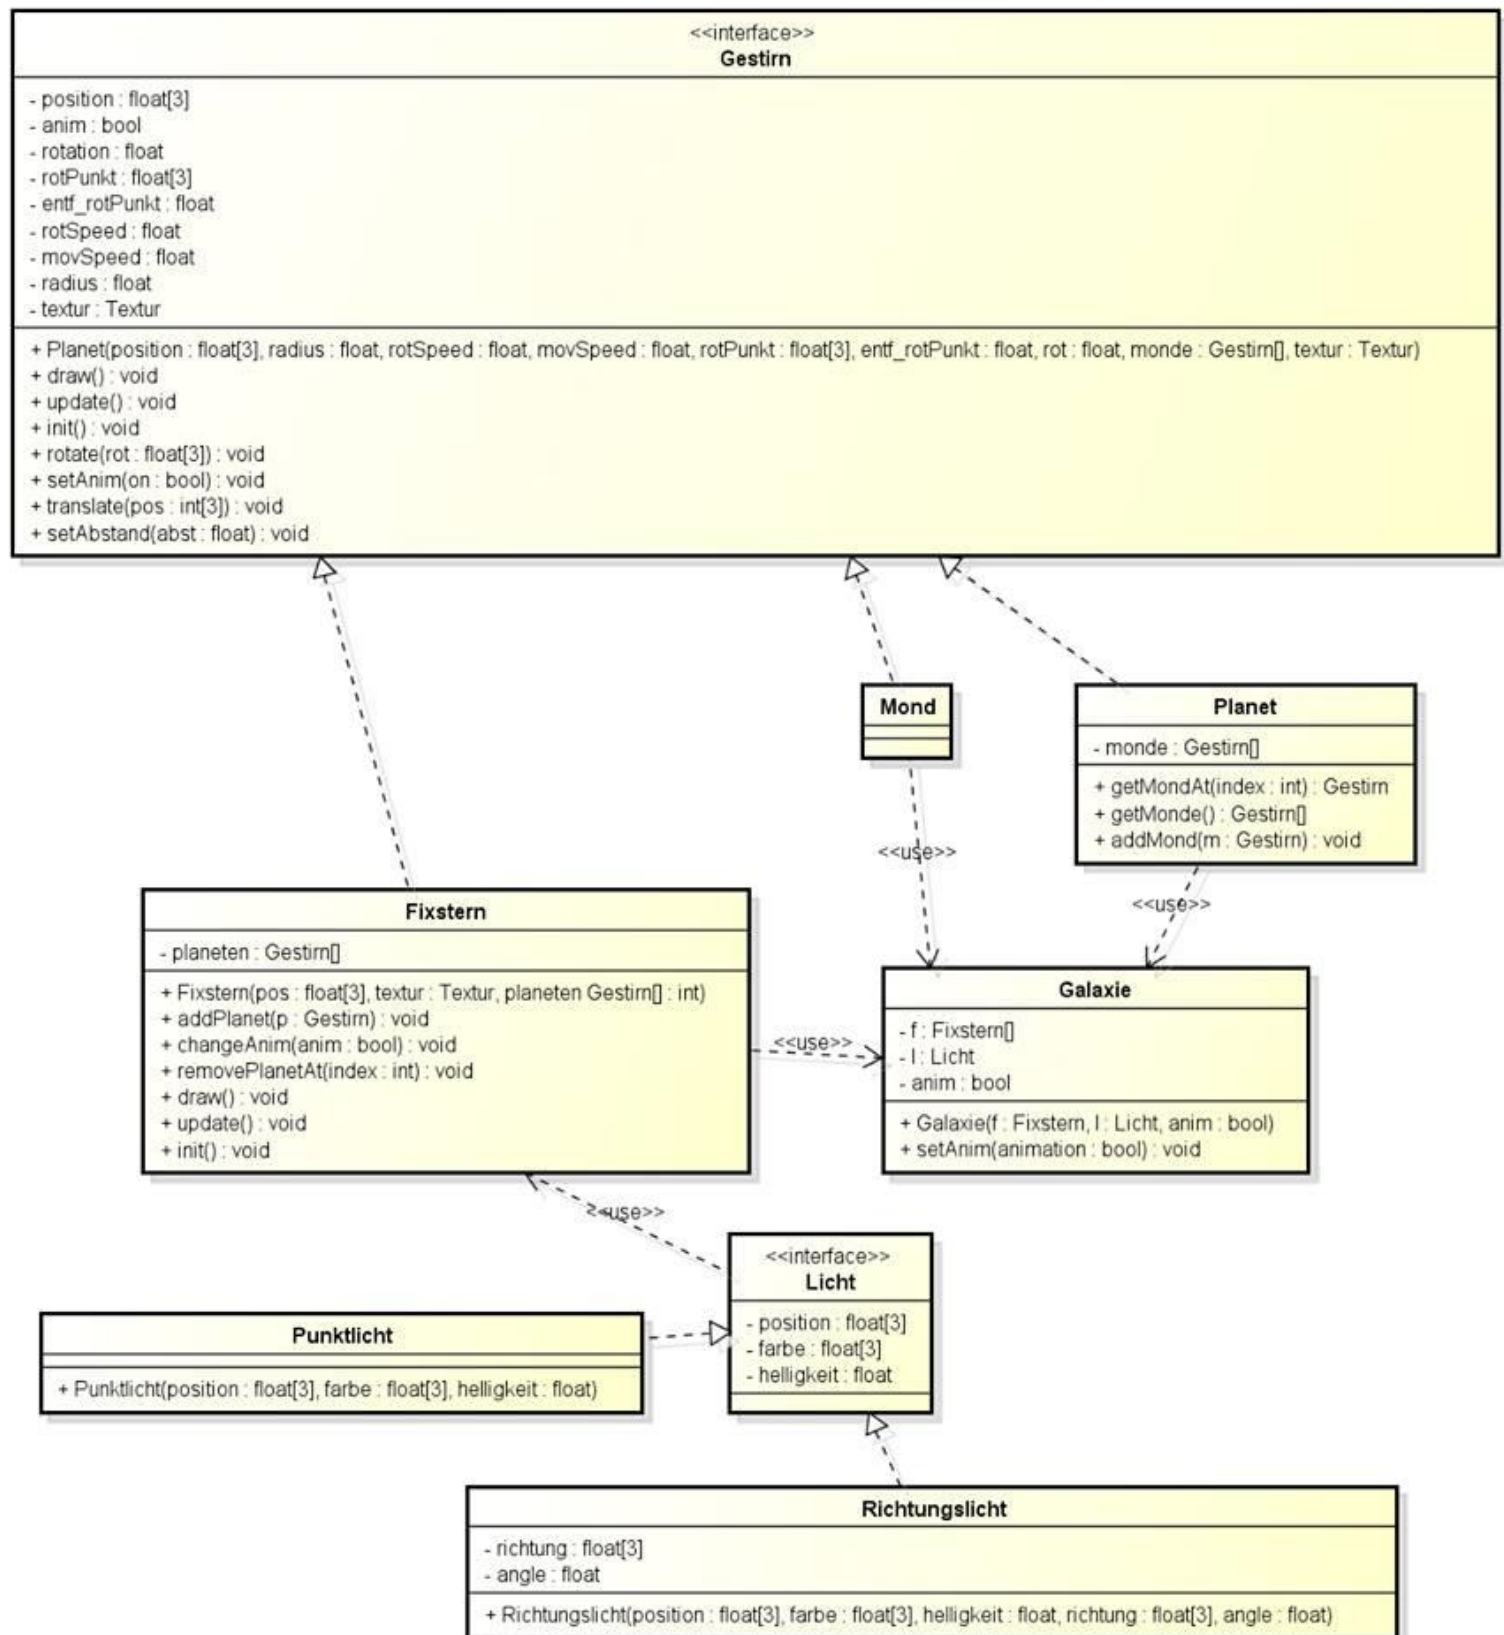 <<interface>>
Gestirn
- position : float[3]
- anim : bool
- rotation : float
- rotPunkt : float[3]
- entf_rotPunkt : float
- rotSpeed : float
- movSpeed : float
- radius : float
- textur : Textur
+ Planet(position : float[3], radius : float, rotSpeed : float, movSpeed : float, rotPunkt : float[3], entf_rotPunkt : float, rot : float, monde : Gestirn[], textur : Textur)
+ draw() : void
+ update() : void
+ init() : void
+ rotate(rot : float[3]) : void
+ setAnim(on : bool) : void
+ translate(pos : int[3]) : void
+ setAbstand(abst : float) : void
Mond
Planet
- monde : Gestirn[]
+ getMondAt(index : int) : Gestirn
+ getMonde() : Gestirn[]
+ addMond(m : Gestirn) : void
<<use>>
<<use>>
Fixstern
- planeten : Gestirn[]
+ Fixstern(pos : float[3], textur : Textur, planeten Gestirn[] : int)
+ addPlanet(p : Gestirn) : void
+ changeAnim(anim : bool) : void
+ removePlanetAt(index : int) : void
+ draw() : void
+ update() : void
+ init() : void
<<use>>
Galaxie
- f : Fixstern[]
- l : Licht
- anim : bool
+ Galaxie(f : Fixstern, l : Licht, anim : bool)
+ setAnim(animation : bool) : void
<<use>>
<<interface>>
Licht
- position : float[3]
- farbe : float[3]
- helligkeit : float
Punktlicht
+ Punktlicht(position : float[3], farbe : float[3], helligkeit : float)
Richtungslicht
- richtung : float[3]
- angle : float
+ Richtungslicht(position : float[3], farbe : float[3], helligkeit : float, richtung : float[3], angle : float)